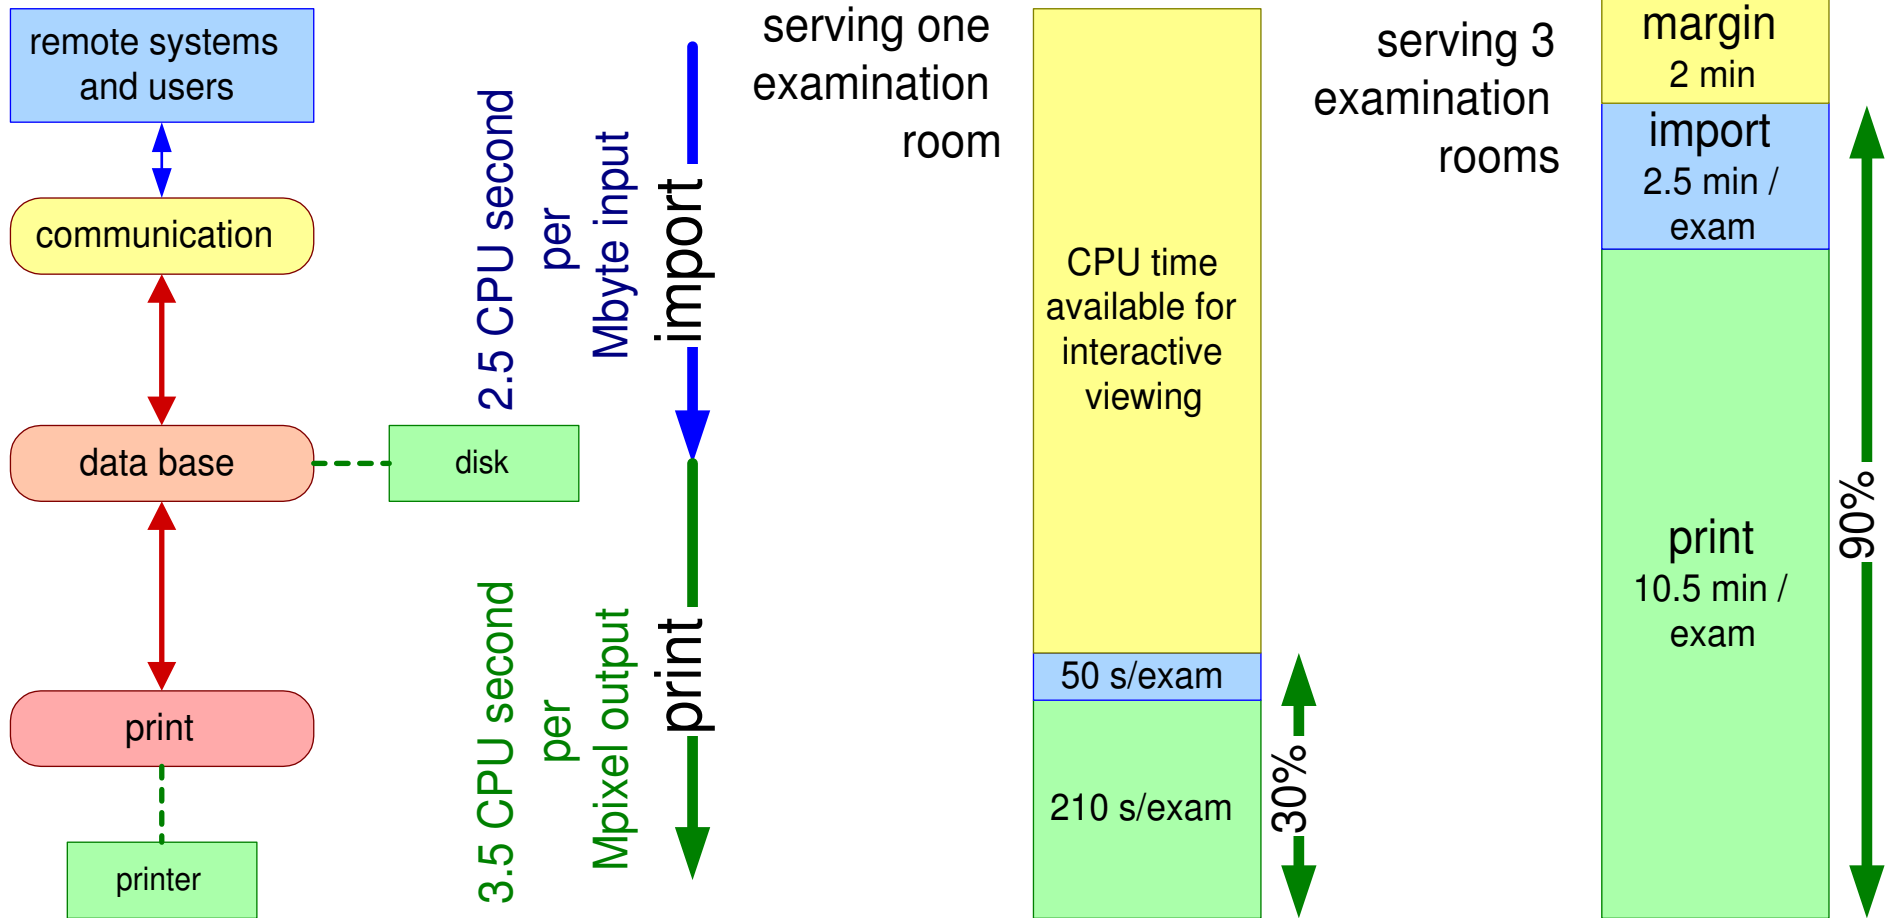 remote systems
and users
communication
data base
disk
print
printer
2.5 CPU second
per
Mbyte input
import
3.5 CPU second
per
Mpixel output
print
serving one
examination
room
CPU time
available for
interactive
viewing
50 s/exam
210 s/exam
30%
serving 3
examination
rooms
margin
2 min
import
2.5 min /
exam
print
10.5 min /
exam
90%